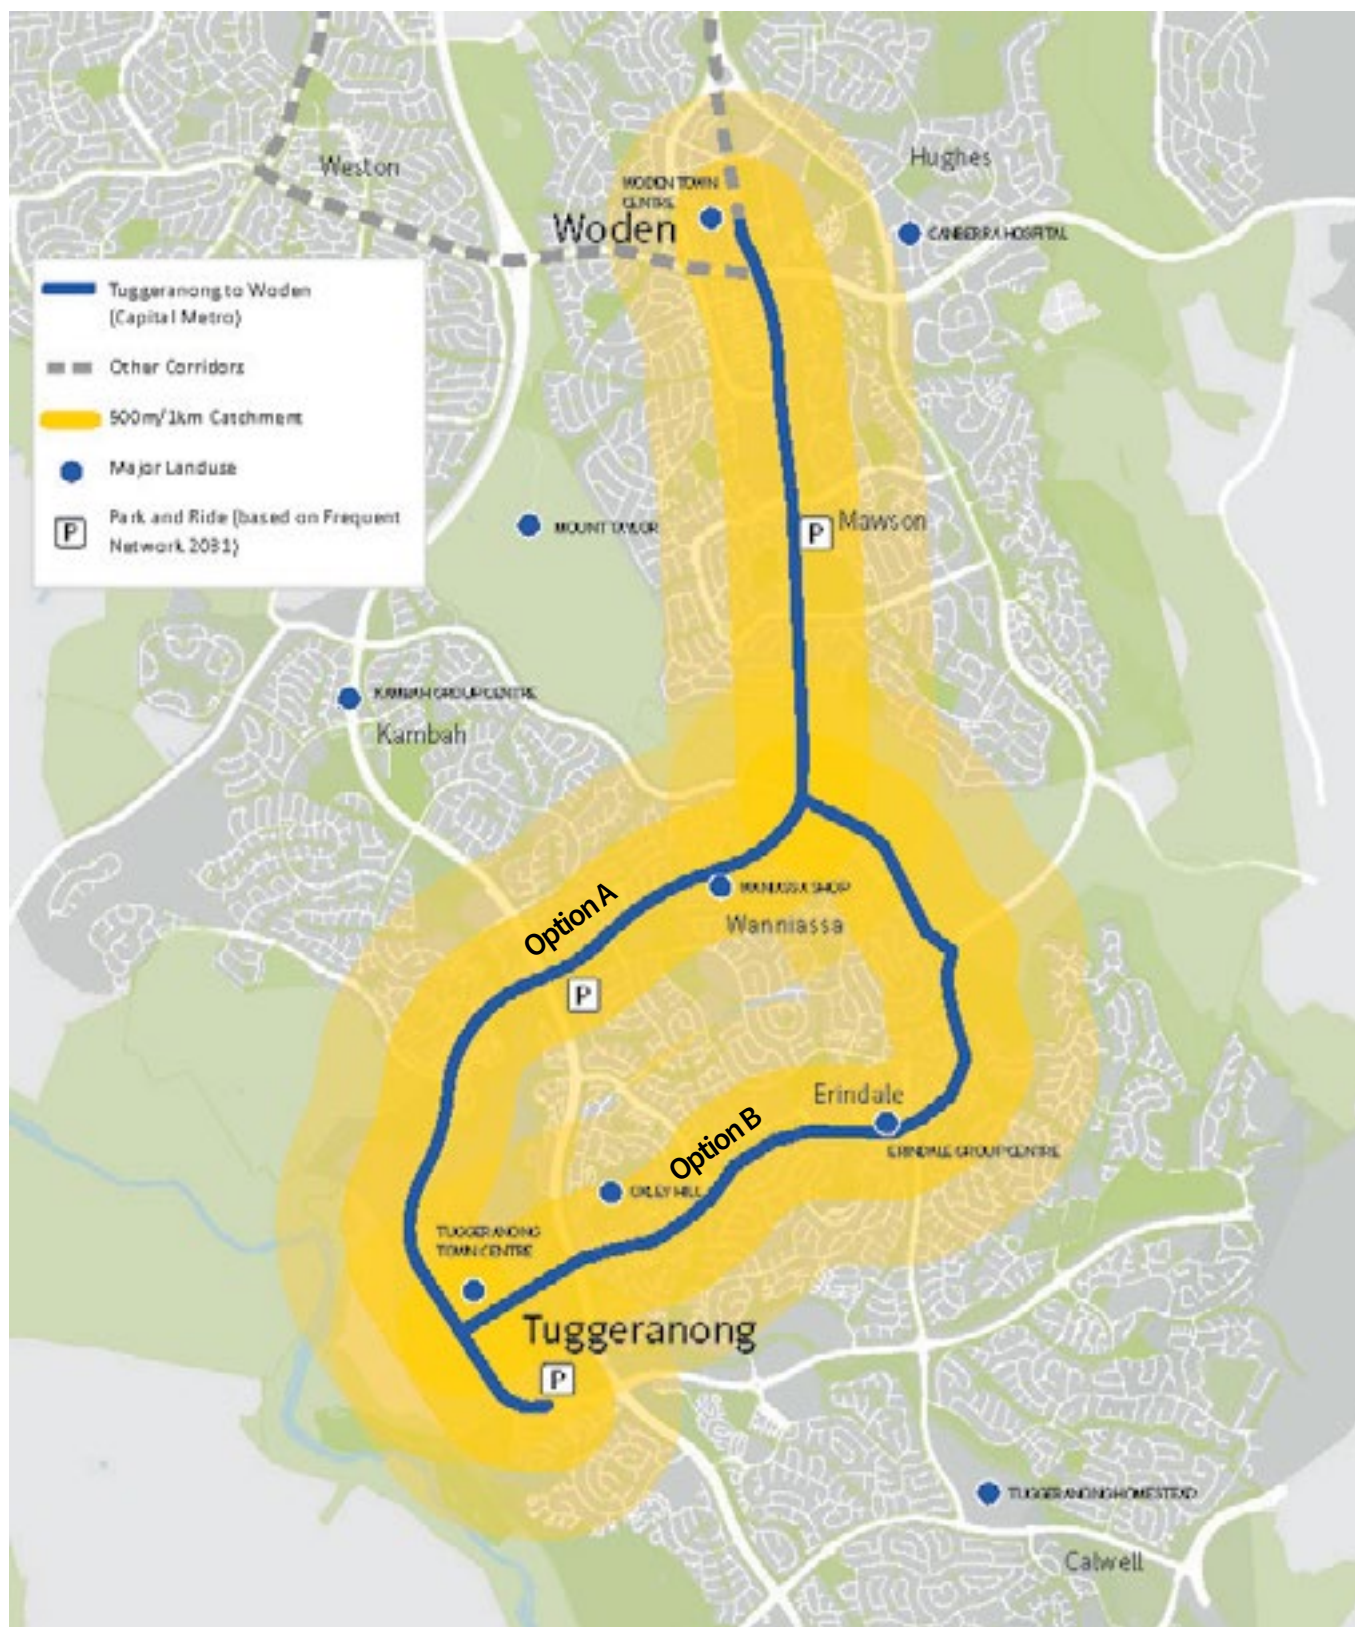 Weston
Hughes
WODEN TOWN
CENTRE
Woden
CANBERRA HOSPITAL
Tuggeranong to Woden
(Capital Metro)
Other Corridors
500m/1km Catchment
Major Landuse
P
Park and Ride (based on Frequent
Network 2031)
MOUNT TAYLOR
P
Mawson
KAMBAH GROUP CENTRE
Kambah
Option A
WANIASSA SHOP
Wanniassa
P
Erindale
Option B
ERINDALE GROUP CENTRE
OXLEY HILL
TUGGERANONG
TOWN CENTRE
Tuggeranong
P
TUGGERANONG HOMESTEAD
Calwell